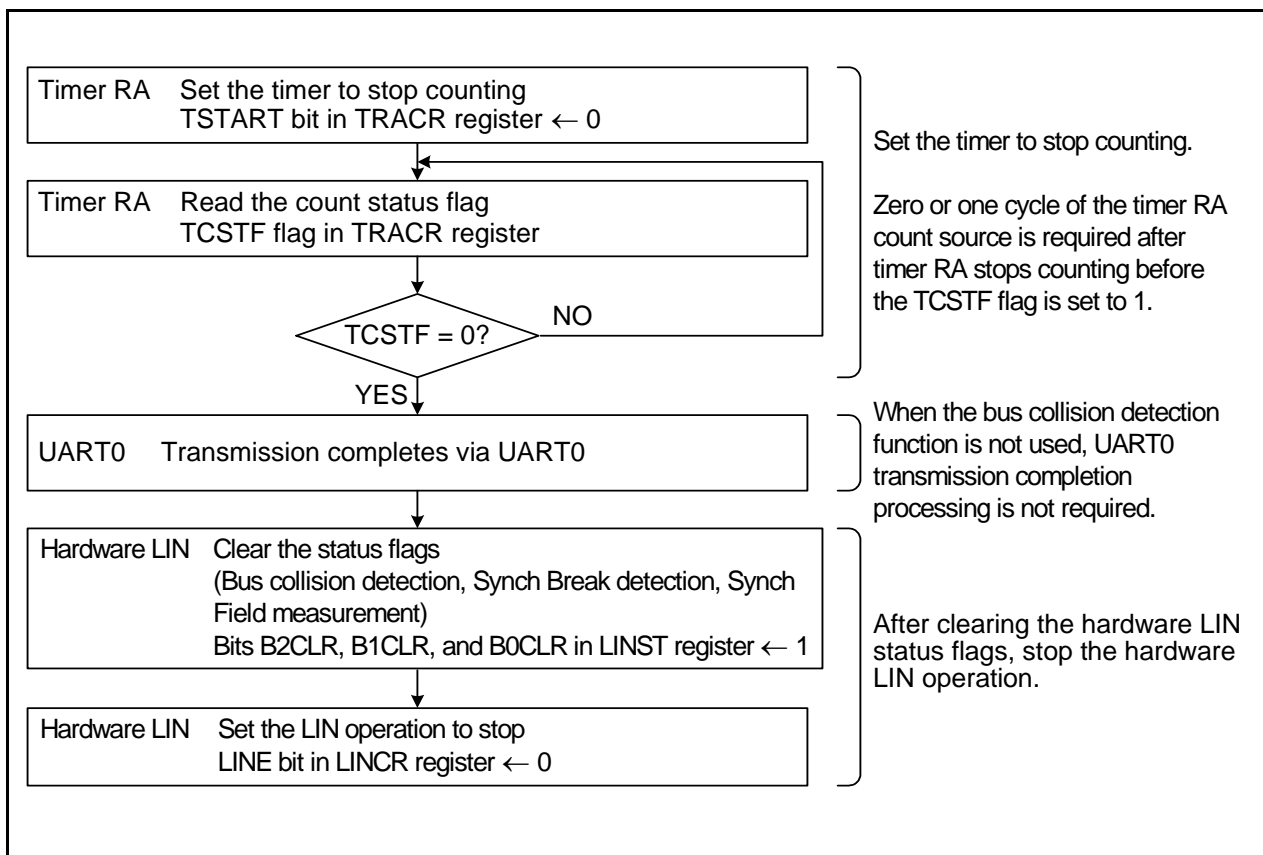 Timer RA Set the timer to stop counting
TSTART bit in TRACR register ← 0
Timer RA Read the count status flag
TCSTF flag in TRACR register
TCSTF = 0?
NO
YES
UART0 Transmission completes via UART0
Hardware LIN Clear the status flags
(Bus collision detection, Synch Break detection, Synch
Field measurement)
Bits B2CLR, B1CLR, and B0CLR in LINST register ← 1
Hardware LIN Set the LIN operation to stop
LINE bit in LINCR register ← 0
Set the timer to stop counting.
Zero or one cycle of the timer RA
count source is required after
timer RA stops counting before
the TCSTF flag is set to 1.
When the bus collision detection
function is not used, UART0
transmission completion
processing is not required.
After clearing the hardware LIN
status flags, stop the hardware
LIN operation.